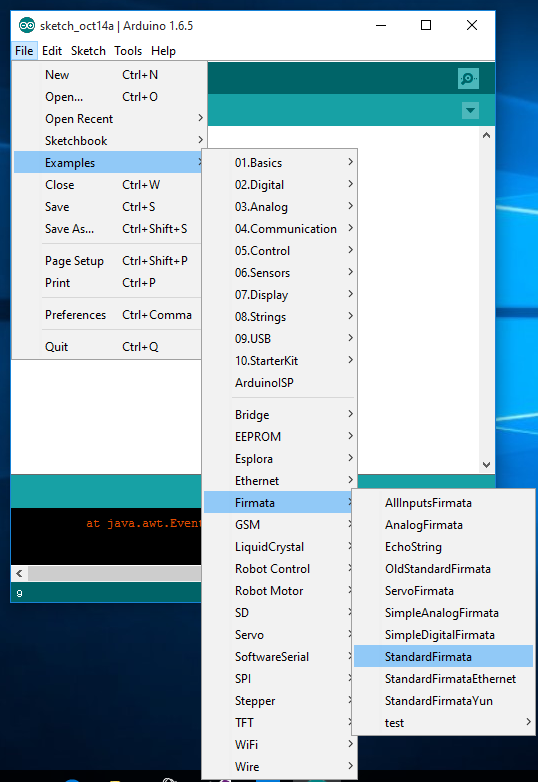 sketch_oct14a | Arduino 1.6.5
File Edit Sketch Tools Help
New Ctrl+N
Open... Ctrl+O
Open Recent
Sketchbook
Examples
Close Ctrl+W
Save Ctrl+S
Save As... Ctrl+Shift+S
Page Setup Ctrl+Shift+P
Print Ctrl+P
Preferences Ctrl+Comma
Quit Ctrl+Q
01.Basics
02.Digital
03.Analog
04.Communication
05.Control
06.Sensors
07.Display
08.Strings
09.USB
10.StarterKit
ArduinoISP
Bridge
EEPROM
Esplora
Ethernet
Firmata
GSM
LiquidCrystal
Robot Control
Robot Motor
SD
Servo
SoftwareSerial
SPI
Stepper
TFT
WiFi
Wire
AllInputsFirmata
AnalogFirmata
EchoString
OldStandardFirmata
ServoFirmata
SimpleAnalogFirmata
SimpleDigitalFirmata
StandardFirmata
StandardFirmataEthernet
StandardFirmataYun
test
at java.awt.Event
9